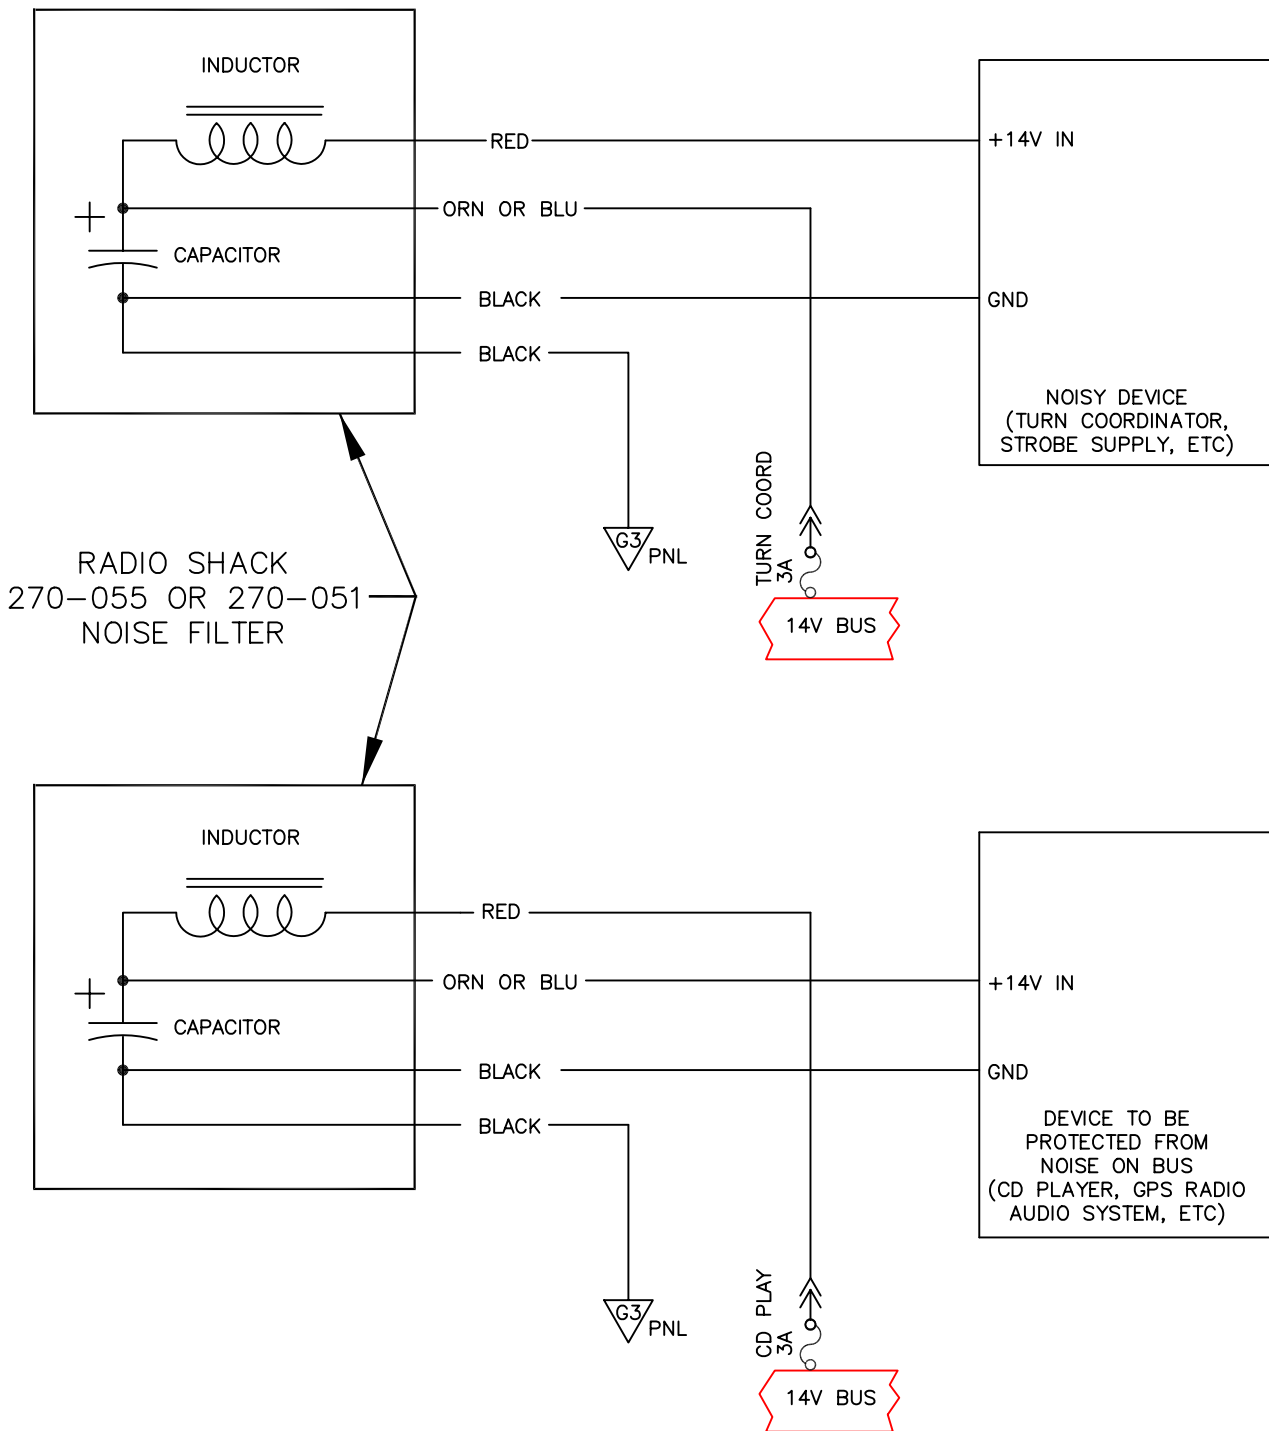 INDUCTOR
RED
+14V IN
ORN OR BLU
+
CAPACITOR
BLACK
GND
BLACK
NOISY DEVICE
(TURN COORDINATOR,
STROBE SUPPLY, ETC)
TURN COORD
3A
G3
PNL
14V BUS
RADIO SHACK
270-055 OR 270-051
NOISE FILTER
INDUCTOR
RED
ORN OR BLU
+14V IN
+
CAPACITOR
BLACK
GND
BLACK
DEVICE TO BE
PROTECTED FROM
NOISE ON BUS
(CD PLAYER, GPS RADIO
AUDIO SYSTEM, ETC)
CD PLAY
3A
G3
PNL
14V BUS